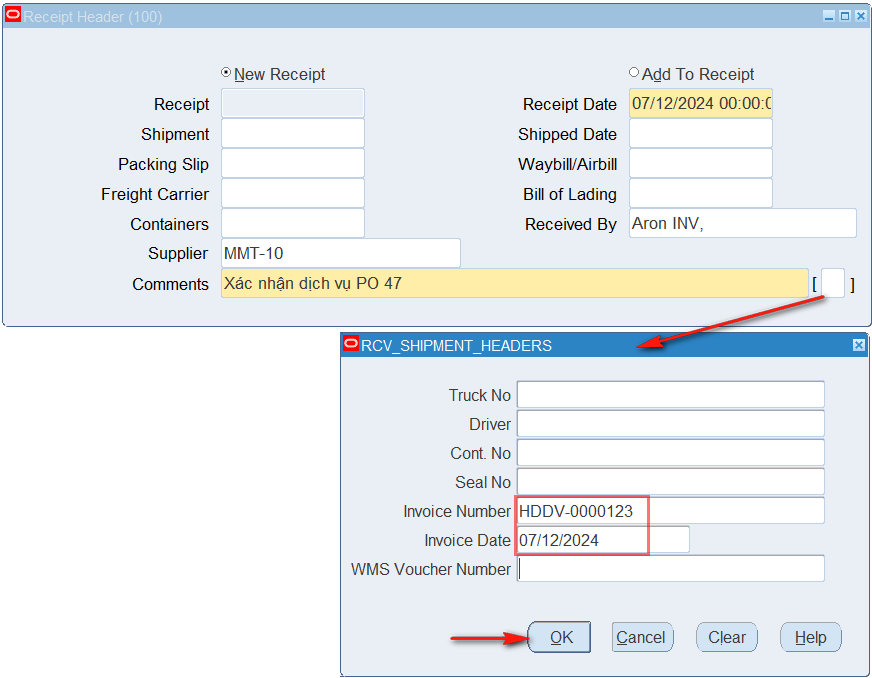 Receipt Header (100)
New Receipt
Add To Receipt
Receipt
Receipt Date 07/12/2024 00:00:0
Shipment
Shipped Date
Packing Slip
Waybill/Airbill
Freight Carrier
Bill of Lading
Containers
Received By Aron INV,
Supplier MMT-10
Comments Xác nhận dịch vụ PO 47 [ ]
RCV_SHIPMENT_HEADERS
Truck No
Driver
Cont. No
Seal No
Invoice Number HDDV-0000123
Invoice Date 07/12/2024
WMS Voucher Number
OK Cancel Clear Help